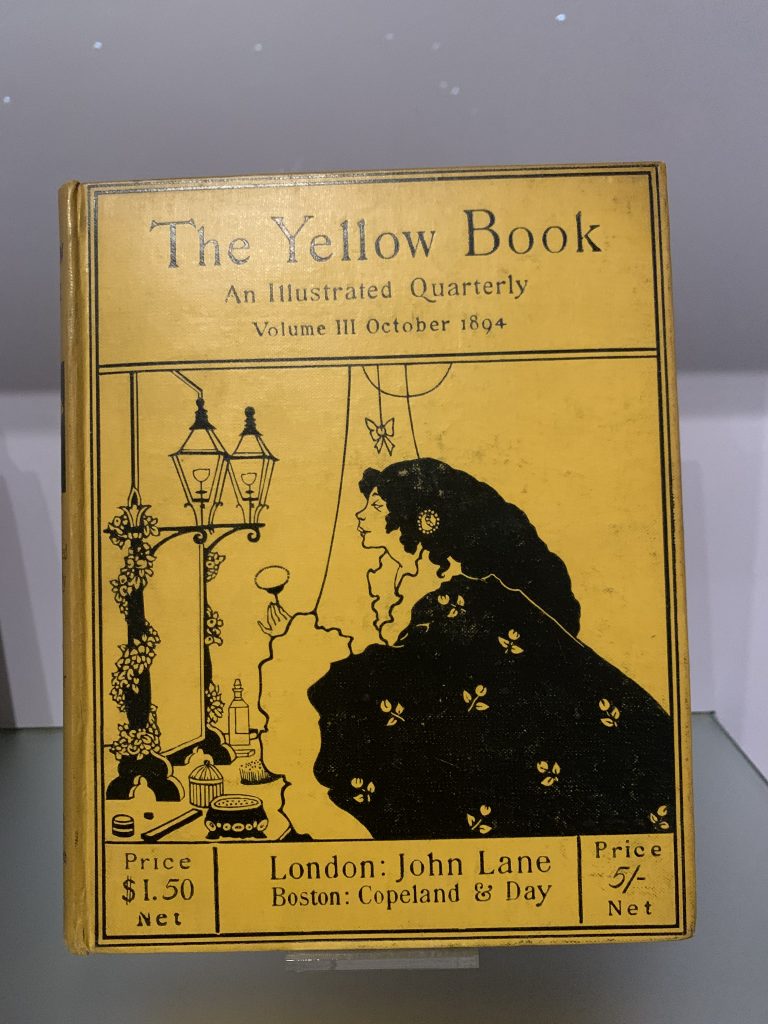 The Yellow Book
An Illustrated Quarterly
Volume III October 1894
Price
$1.50
Net
London: John Lane
Boston: Copeland & Day
Price
5/-
Net